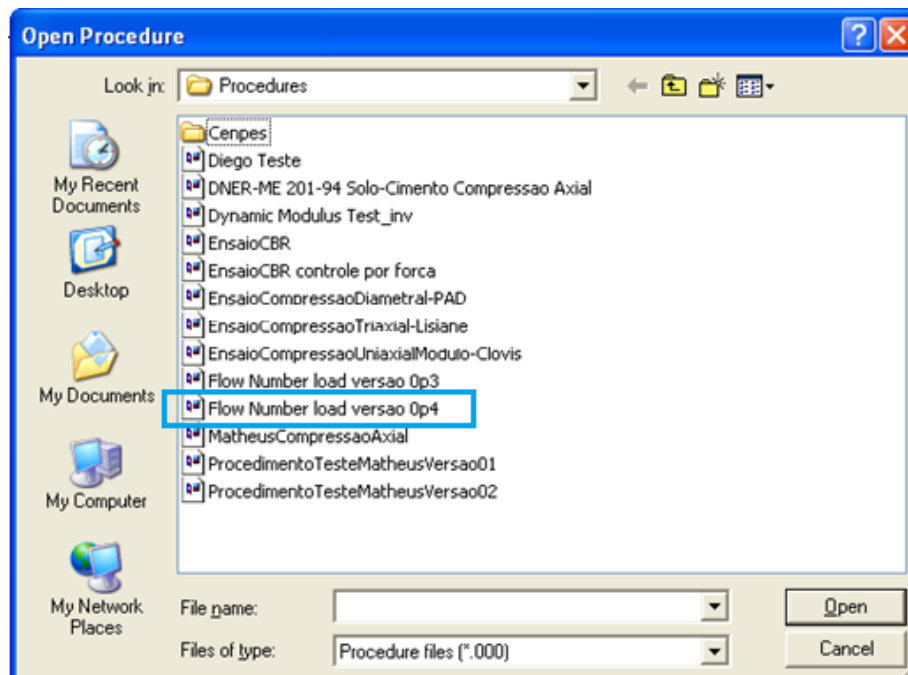 Open Procedure
Look in: Procedures
Cenpes
Diego Teste
DNER-ME 201-94 Solo-Cimento Compressao Axial
Dynamic Modulus Test_inv
EnsaioCBR
EnsaioCBR controle por forca
EnsaioCompressaoDiametral-PAD
EnsaioCompressaoTriaxial-Lisiane
EnsaioCompressaoUniaxialModulo-Clovis
Flow Number load versao 0p3
Flow Number load versao 0p4
MatheusCompressaoAxial
ProcedimentoTesteMatheusVersao01
ProcedimentoTesteMatheusVersao02
My Recent
Documents
Desktop
My Documents
My Computer
My Network
Places
File name:
Open
Files of type: Procedure files (*.000)
Cancel